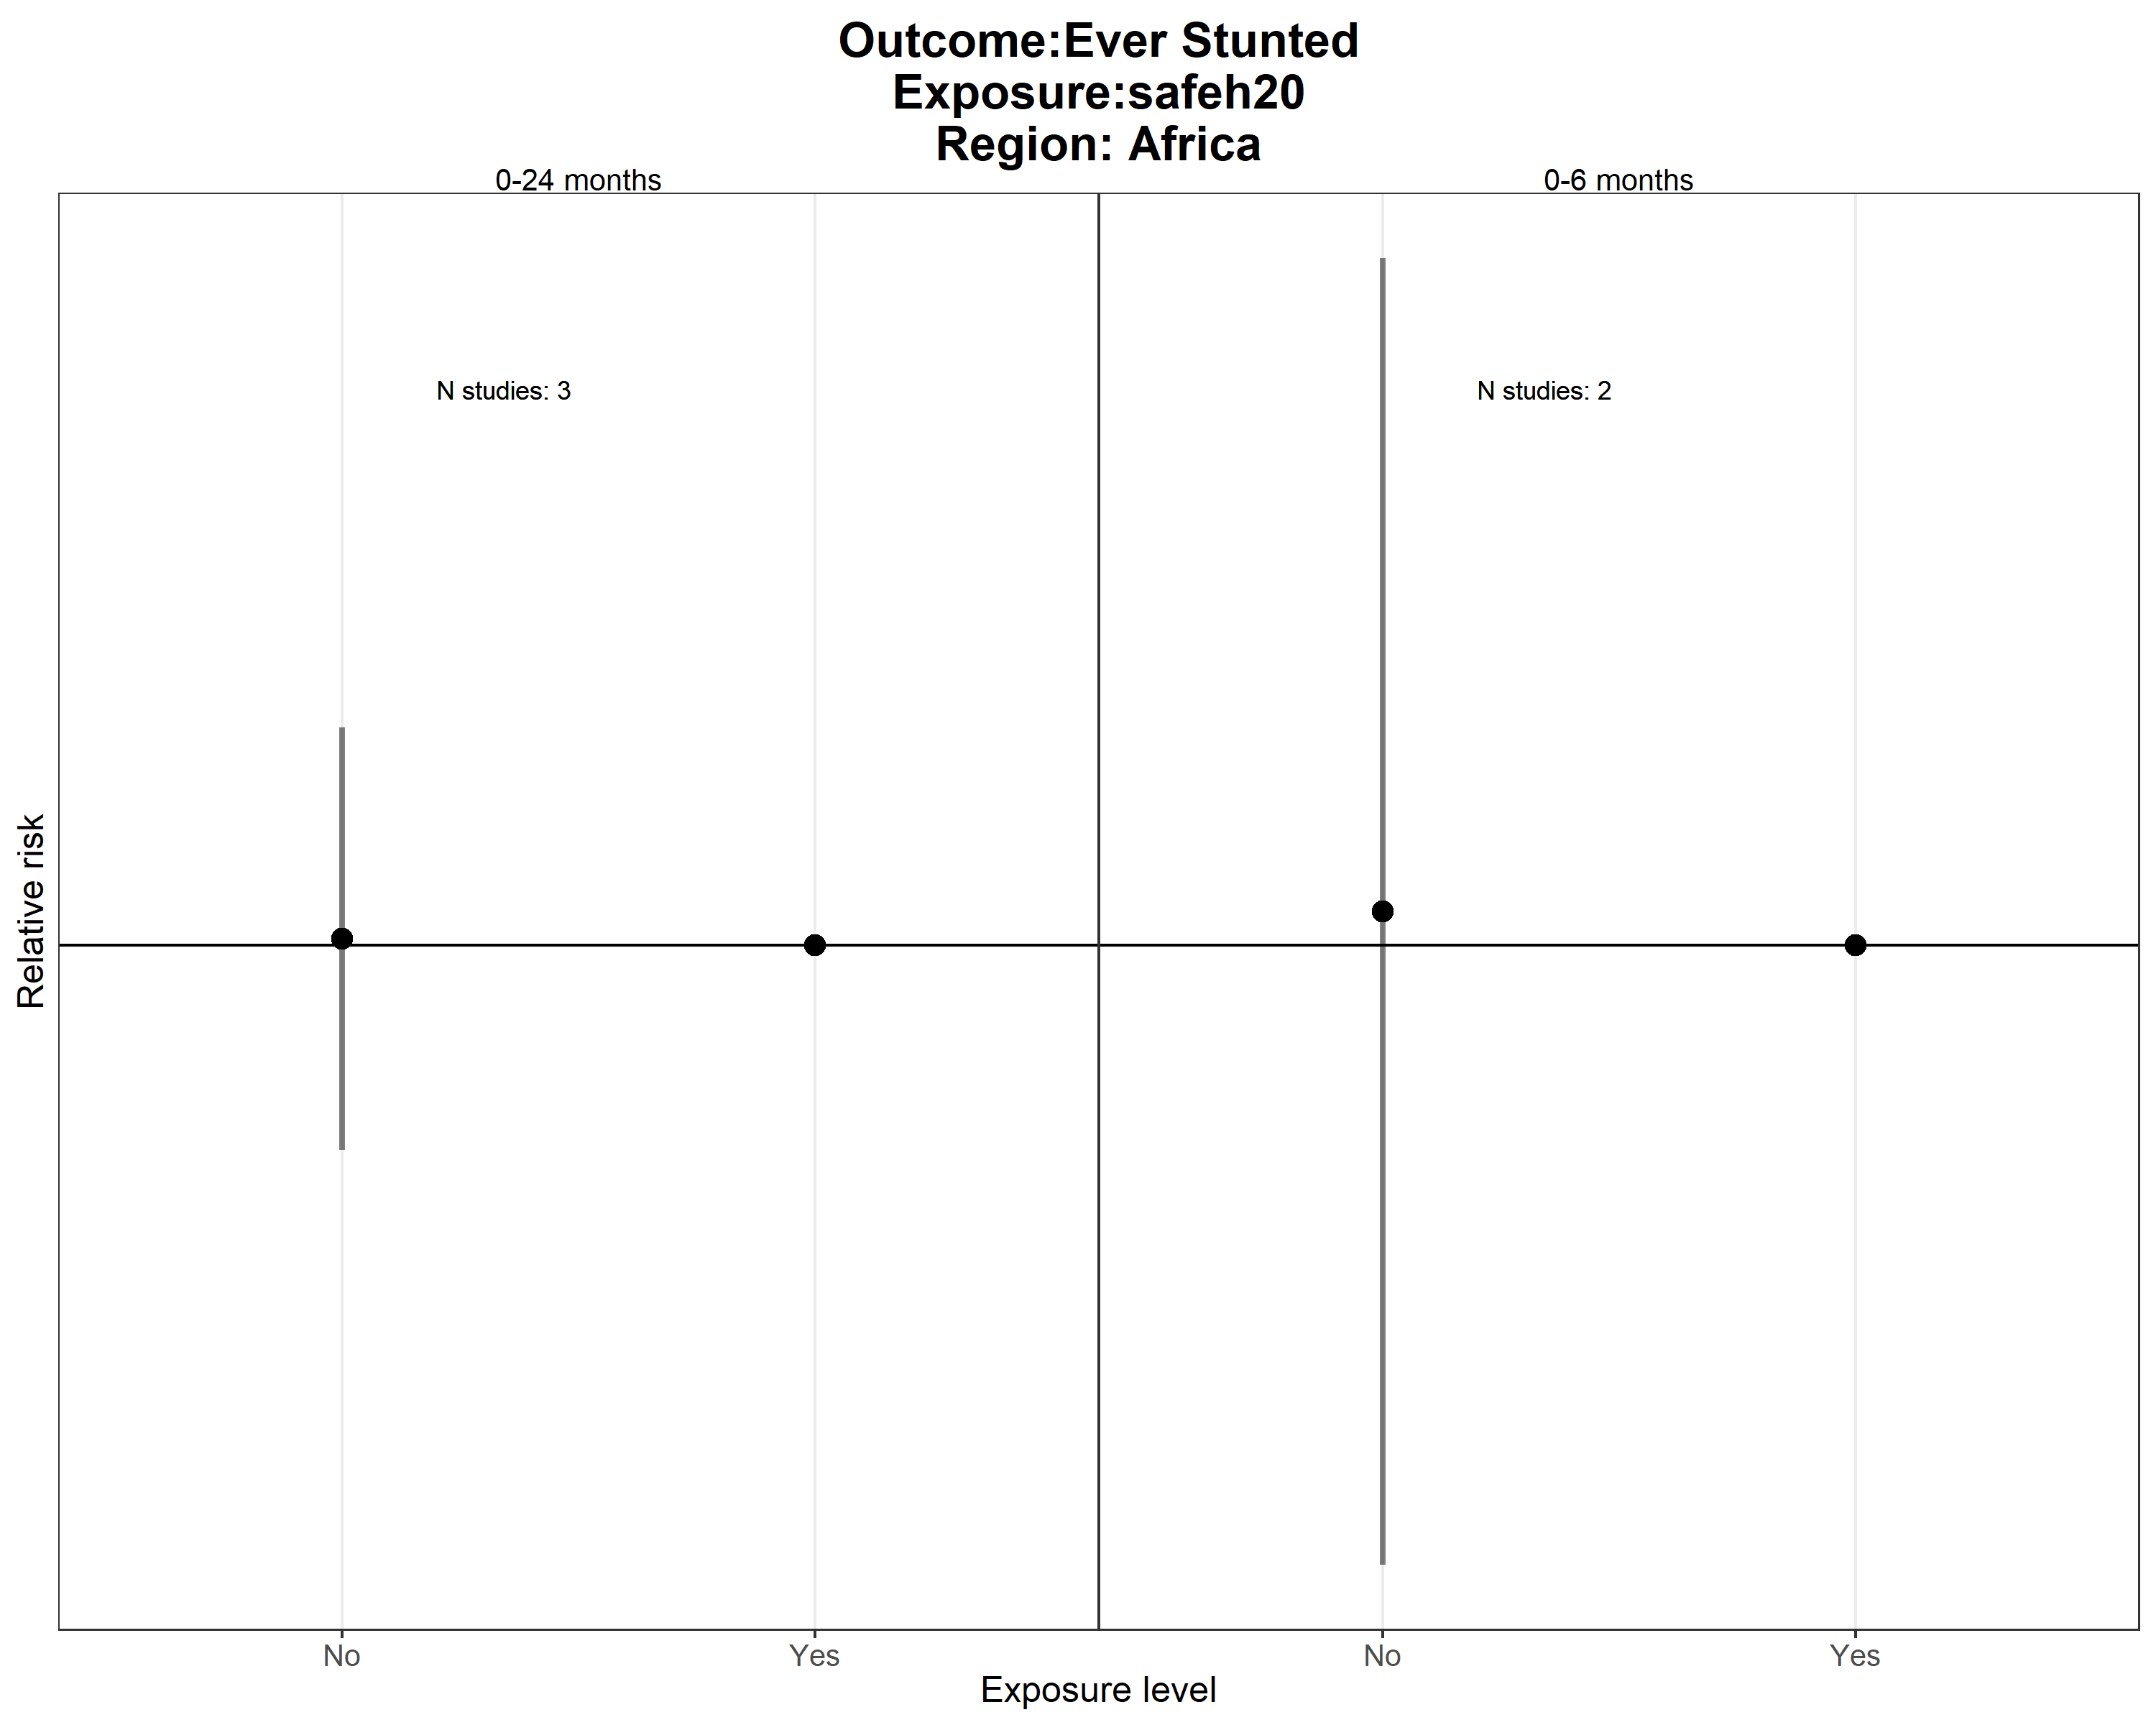 Outcome:Ever Stunted
Exposure:safeh20
Region: Africa
0-24 months
0-6 months
N studies: 3
N studies: 2
Relative risk
No
Yes
No
Yes
Exposure level